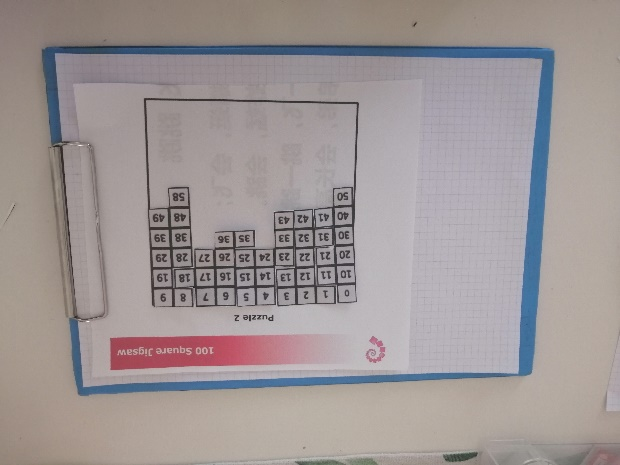 100 Square Jigsaw
Puzzle 2
0 1 2 3 4 5 6 7 8 9
10 11 12 13 14 15 16 17 18 19
20 21 22 23 24 25 26 27 28 29
30 31 32 33 35 36 38 39
40 41 42 43 48 49
50 58